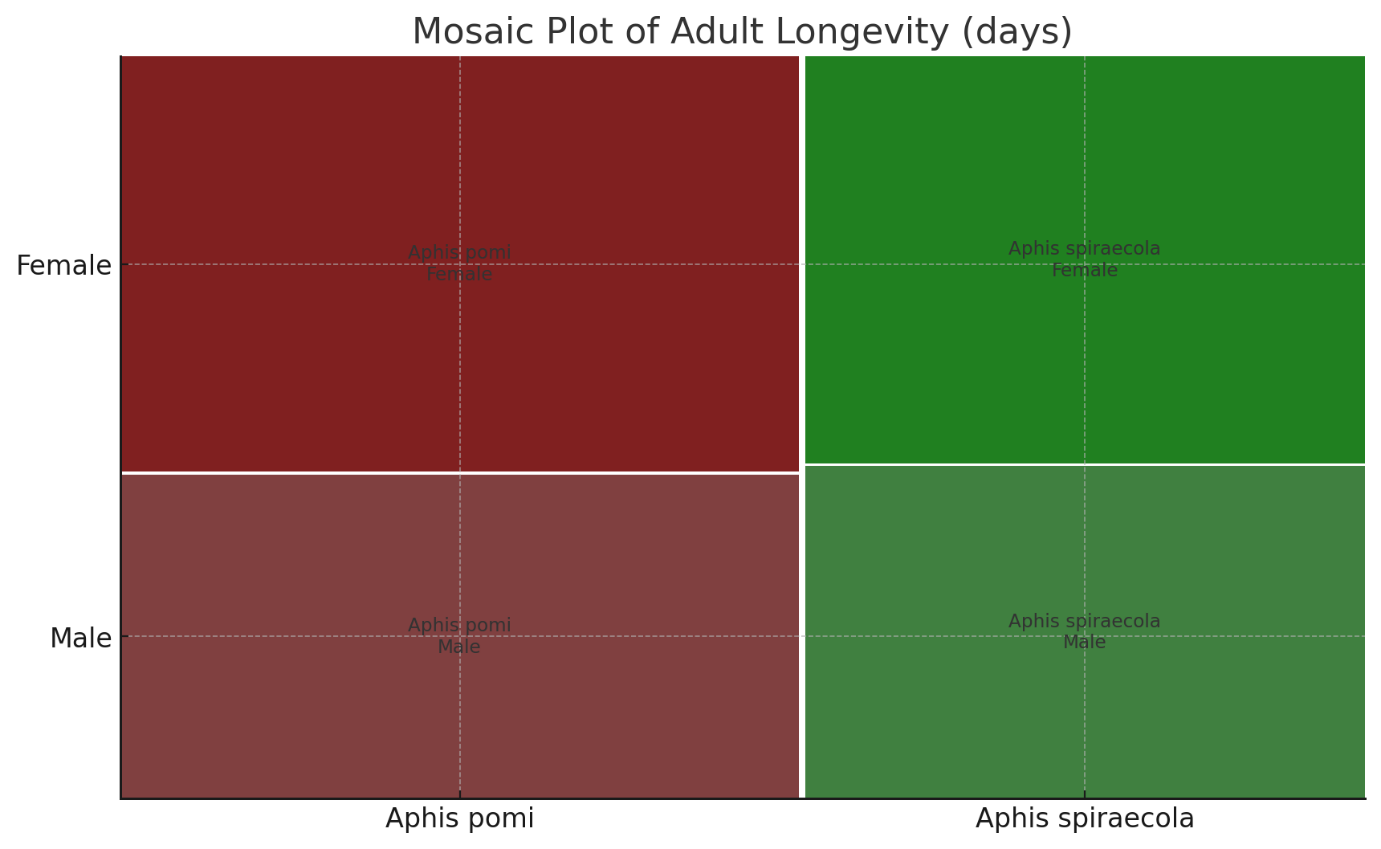 Mosaic Plot of Adult Longevity (days)
Female
Aphis pomi
Female
Aphis spiraecola
Female
Male
Aphis pomi
Male
Aphis spiraecola
Male
Aphis pomi
Aphis spiraecola